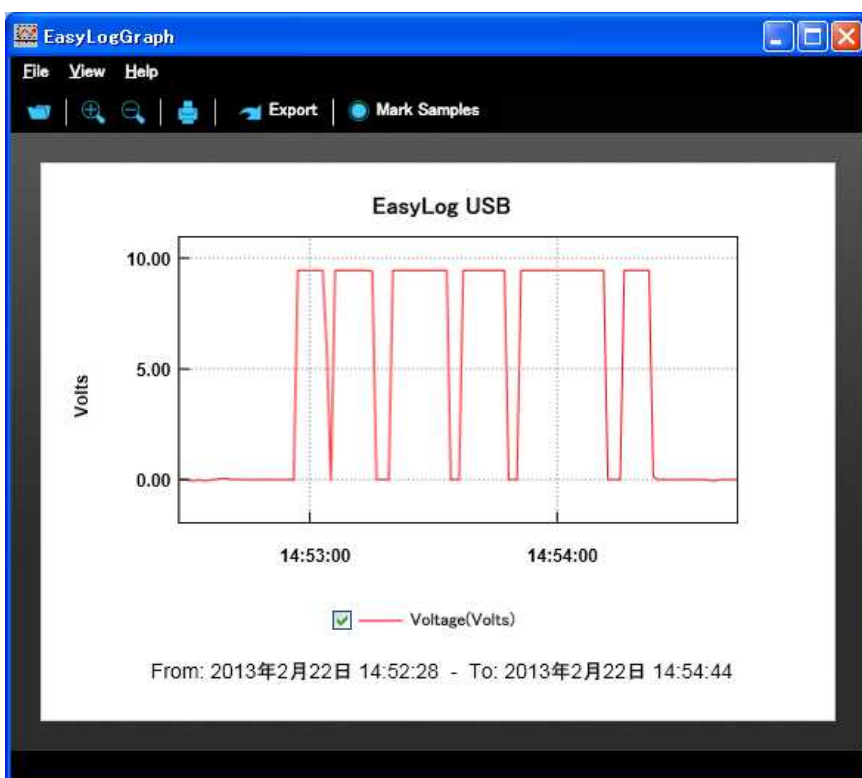 EasyLogGraph
File View Help
Export Mark Samples
EasyLog USB
10.00
5.00
0.00
Volts
14:53:00 14:54:00
Voltage(Volts)
From: 2013年2月22日 14:52:28 - To: 2013年2月22日 14:54:44